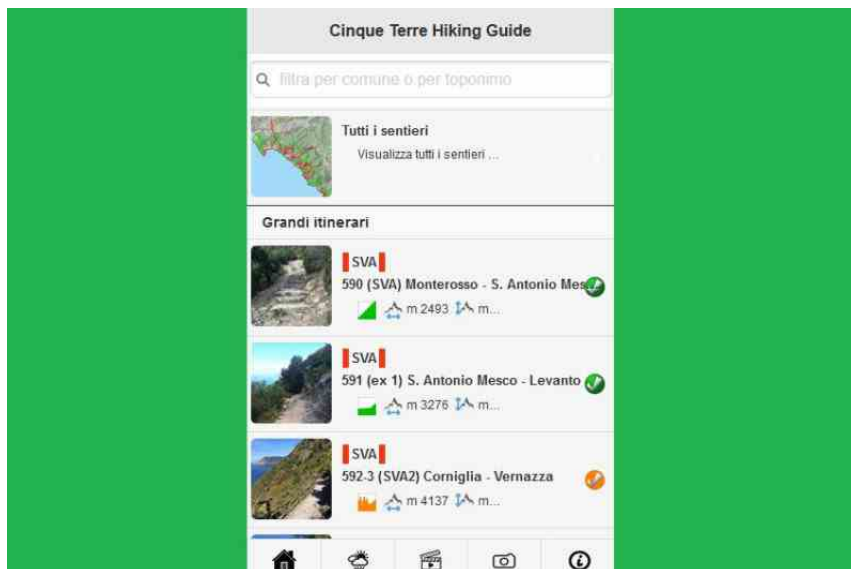 Cinque Terre Hiking Guide
filtra per comune o per toponimo
Tutti i sentieri
Visualizza tutti i sentieri ...
Grandi itinerari
SVA
590 (SVA) Monterosso - S. Antonio Mes...
m 2493 m...
SVA
591 (ex 1) S. Antonio Mesco - Levanto
m 3276 m...
SVA
592-3 (SVA2) Corniglia - Vernazza
m 4137 m...